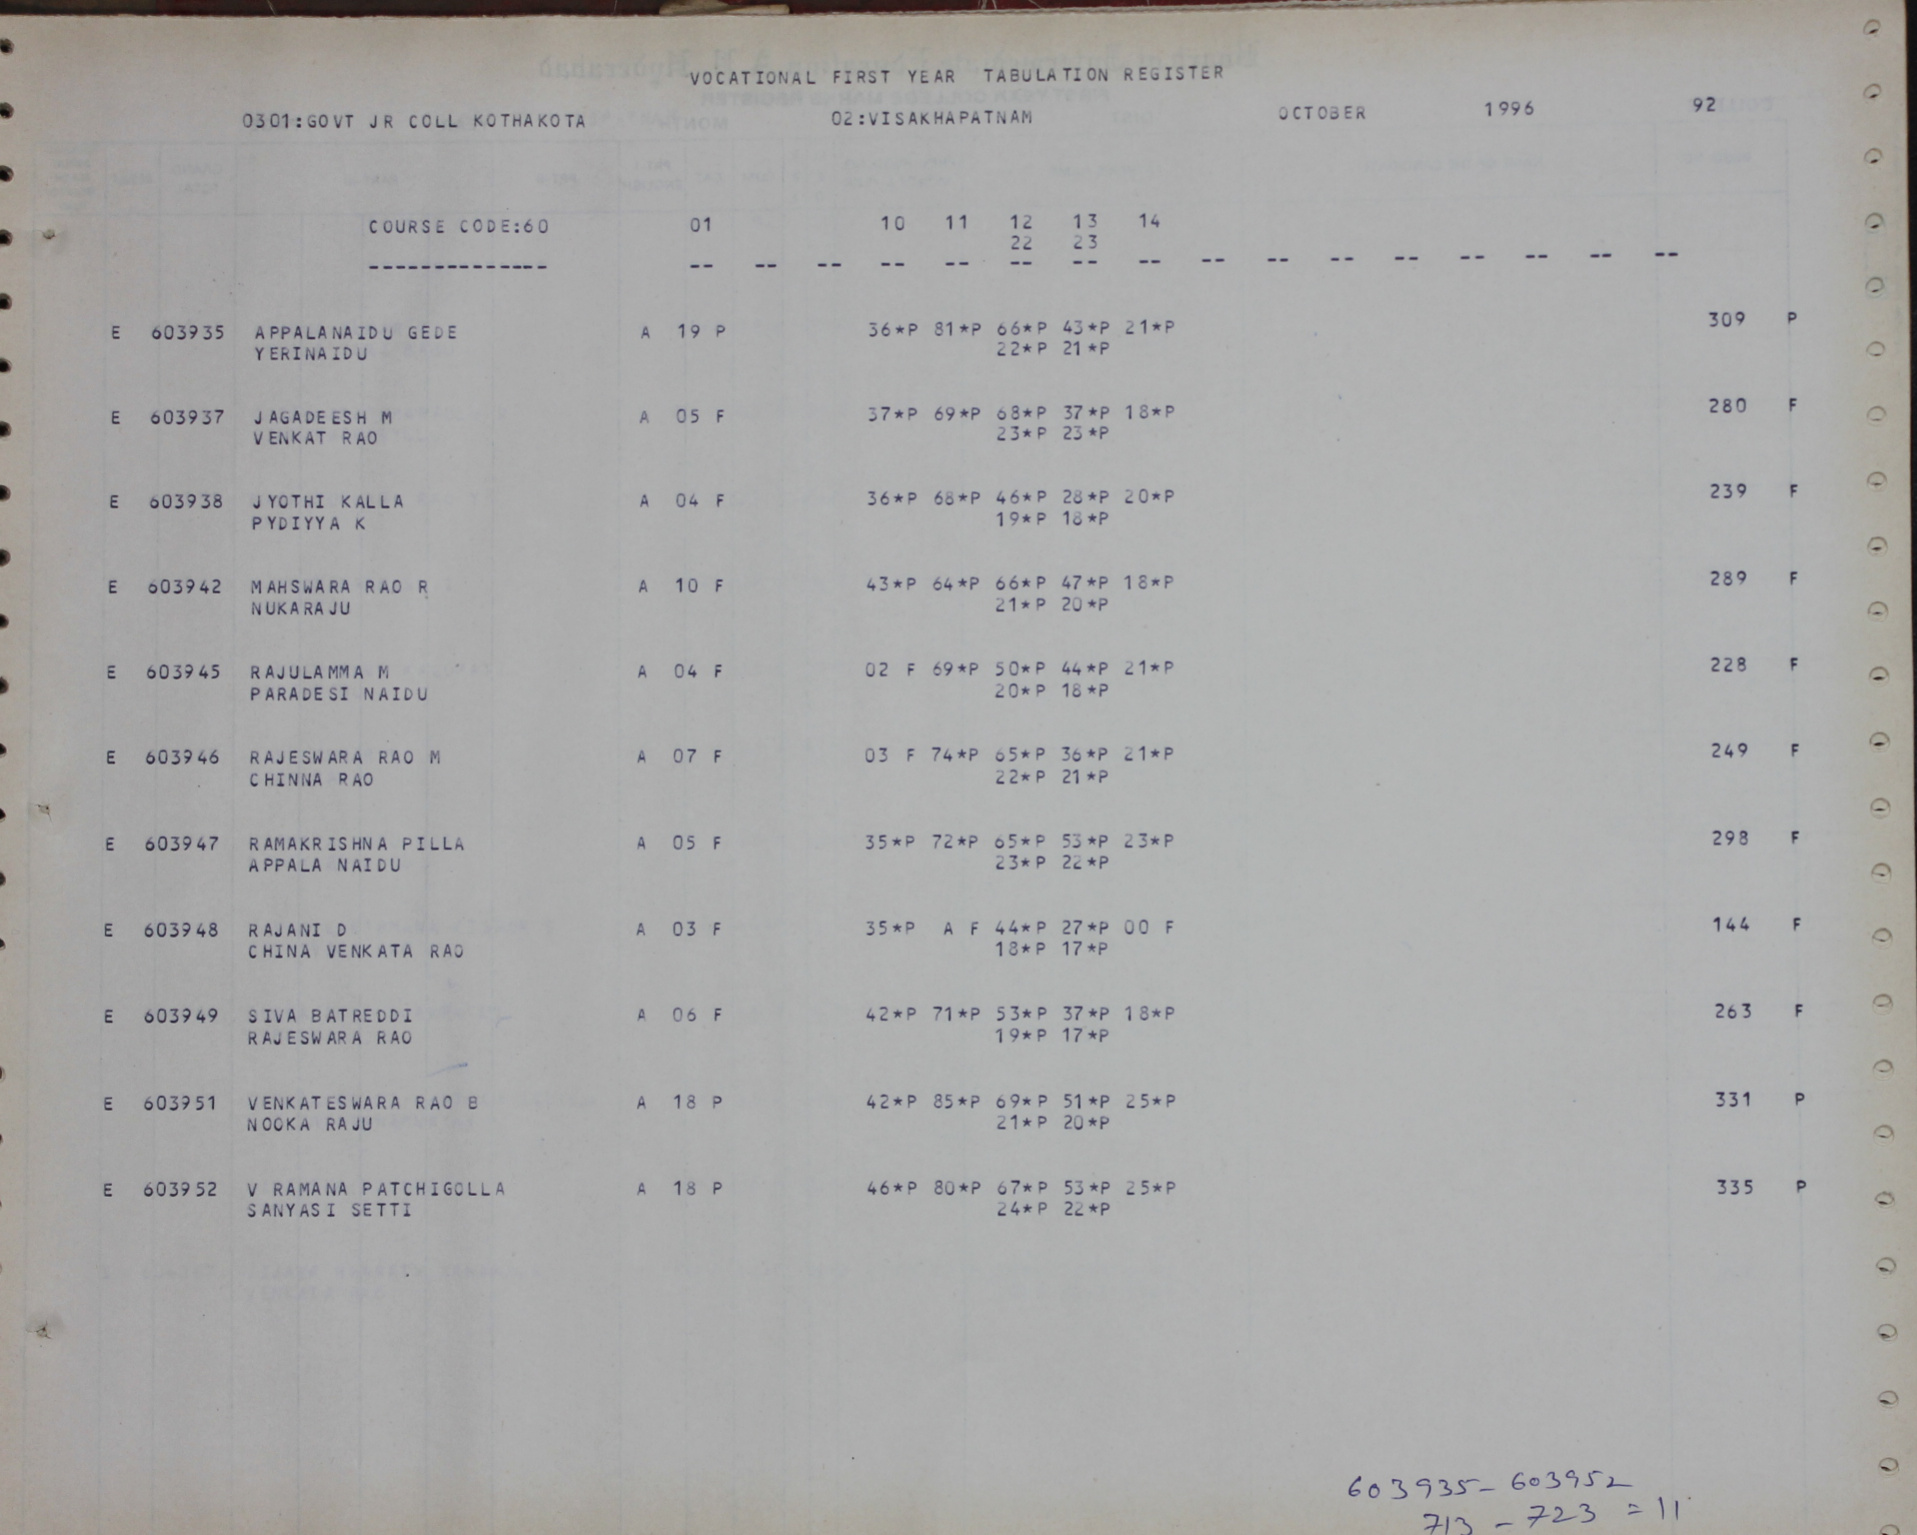 VOCATIONAL FIRST YEAR TABULATION REGISTER
0301:GOVT JR COLL KOTHAKOTA 02:VISAKHAPATNAM OCTOBER 1996 92
COURSE CODE:60 01 10 11 12 13 14
22 23
-------------- -- -- -- -- -- -- -- -- -- -- -- -- -- -- -- --
E 603935 APPALANAIDU GEDE A 19 P 36*P 81*P 66*P 43*P 21*P 309 P
YERINAIDU 22*P 21*P
E 603937 JAGADEESH M A 05 F 37*P 69*P 68*P 37*P 18*P 280 F
VENKAT RAO 23*P 23*P
E 603938 JYOTHI KALLA A 04 F 36*P 68*P 46*P 28*P 20*P 239 F
PYDIYYA K 19*P 18*P
E 603942 MAHSWARA RAO R A 10 F 43*P 64*P 66*P 47*P 18*P 289 F
NUKARAJU 21*P 20*P
E 603945 RAJULAMMA M A 04 F 02 F 69*P 50*P 44*P 21*P 228 F
PARADESI NAIDU 20*P 18*P
E 603946 RAJESWARA RAO M A 07 F 03 F 74*P 65*P 36*P 21*P 249 F
CHINNA RAO 22*P 21*P
E 603947 RAMAKRISHNA PILLA A 05 F 35*P 72*P 65*P 53*P 23*P 298 F
APPALA NAIDU 23*P 22*P
E 603948 RAJANI D A 03 F 35*P A F 44*P 27*P 00 F 144 F
CHINA VENKATA RAO 18*P 17*P
E 603949 SIVA BATREDDI A 06 F 42*P 71*P 53*P 37*P 18*P 263 F
RAJESWARA RAO 19*P 17*P
E 603951 VENKATESWARA RAO B A 18 P 42*P 85*P 69*P 51*P 25*P 331 P
NOOKA RAJU 21*P 20*P
E 603952 V RAMANA PATCHIGOLLA A 18 P 46*P 80*P 67*P 53*P 25*P 335 P
SANYASI SETTI 24*P 22*P
603935-603952
713-723 = 11